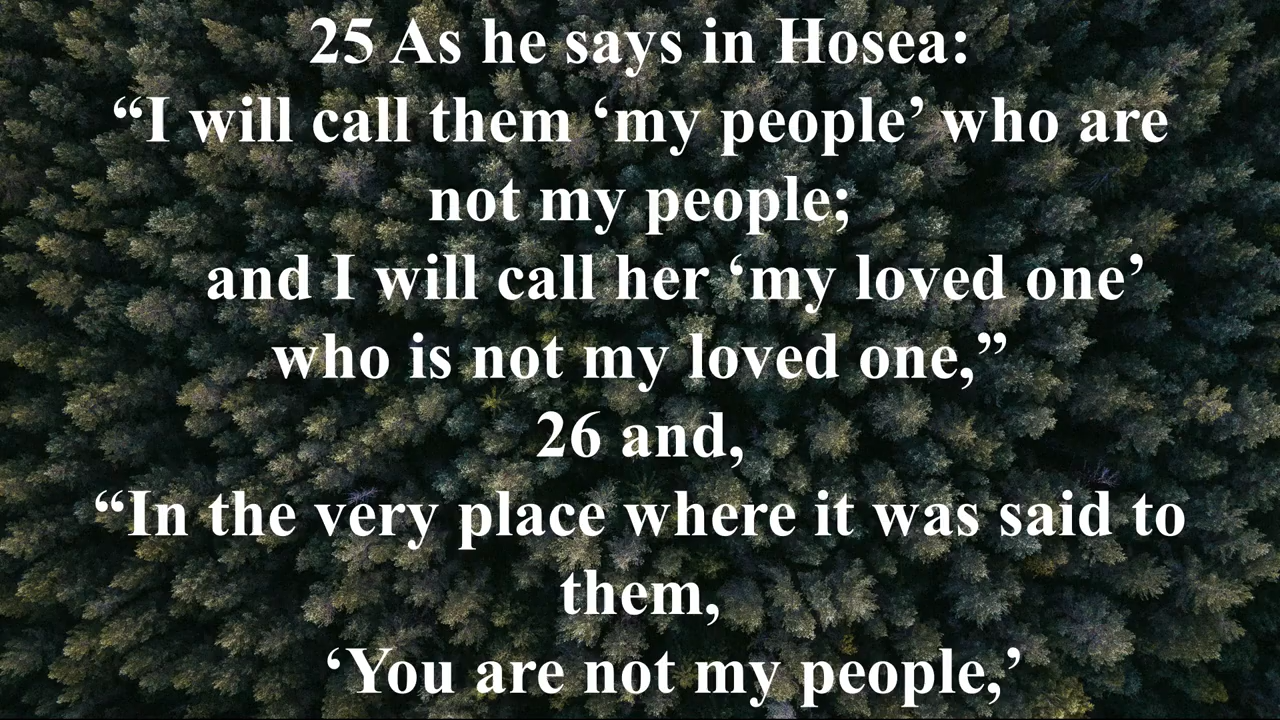 25 As he says in Hosea:
“I will call them ‘my people’ who are
not my people;
and I will call her ‘my loved one’
who is not my loved one,”
26 and,
“In the very place where it was said to
them,
‘You are not my people,’